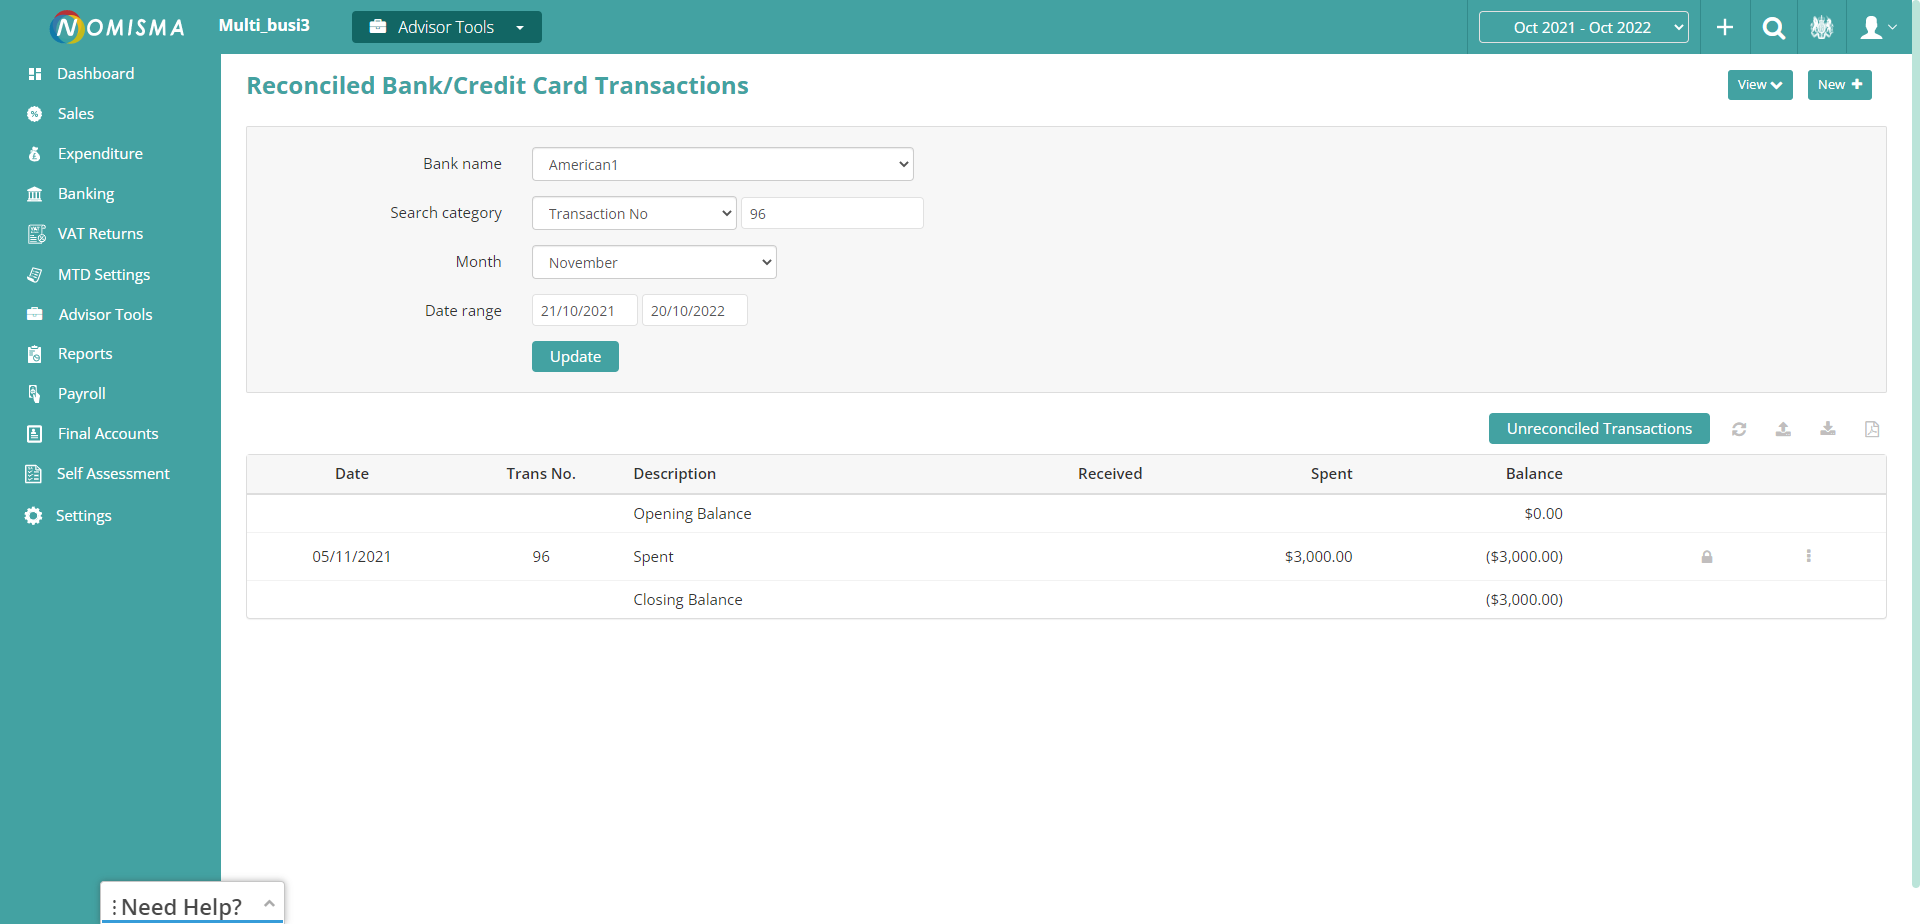 NOMISMA
Multi_busi3
Advisor Tools
Oct 2021 - Oct 2022
Dashboard
Sales
Expenditure
Banking
VAT Returns
MTD Settings
Advisor Tools
Reports
Payroll
Final Accounts
Self Assessment
Settings
Reconciled Bank/Credit Card Transactions
View
New
Bank name American1
Search category Transaction No 96
Month November
Date range 21/10/2021 20/10/2022
Update
Unreconciled Transactions
Date Trans No. Description Received Spent Balance
Opening Balance $0.00
05/11/2021 96 Spent $3,000.00 ($3,000.00)
Closing Balance ($3,000.00)
Need Help?